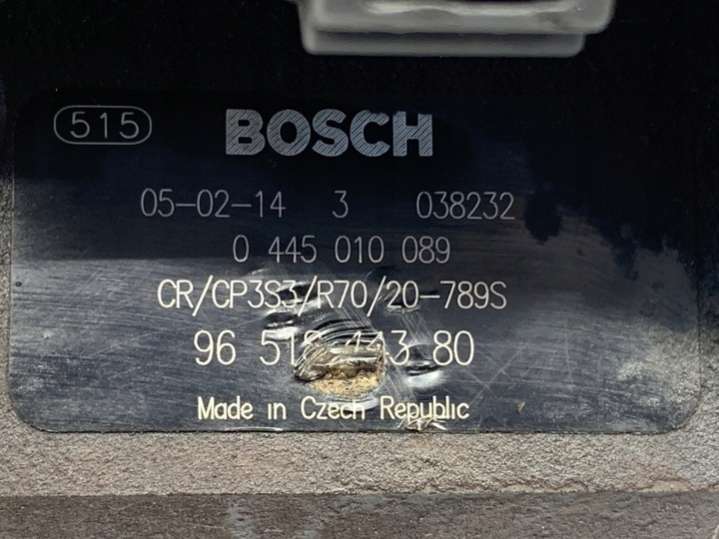 515
BOSCH
05-02-14 3 038232
0 445 010 089
CR/CP3S3/R70/20-789S
96 80
Made in Czech Republic